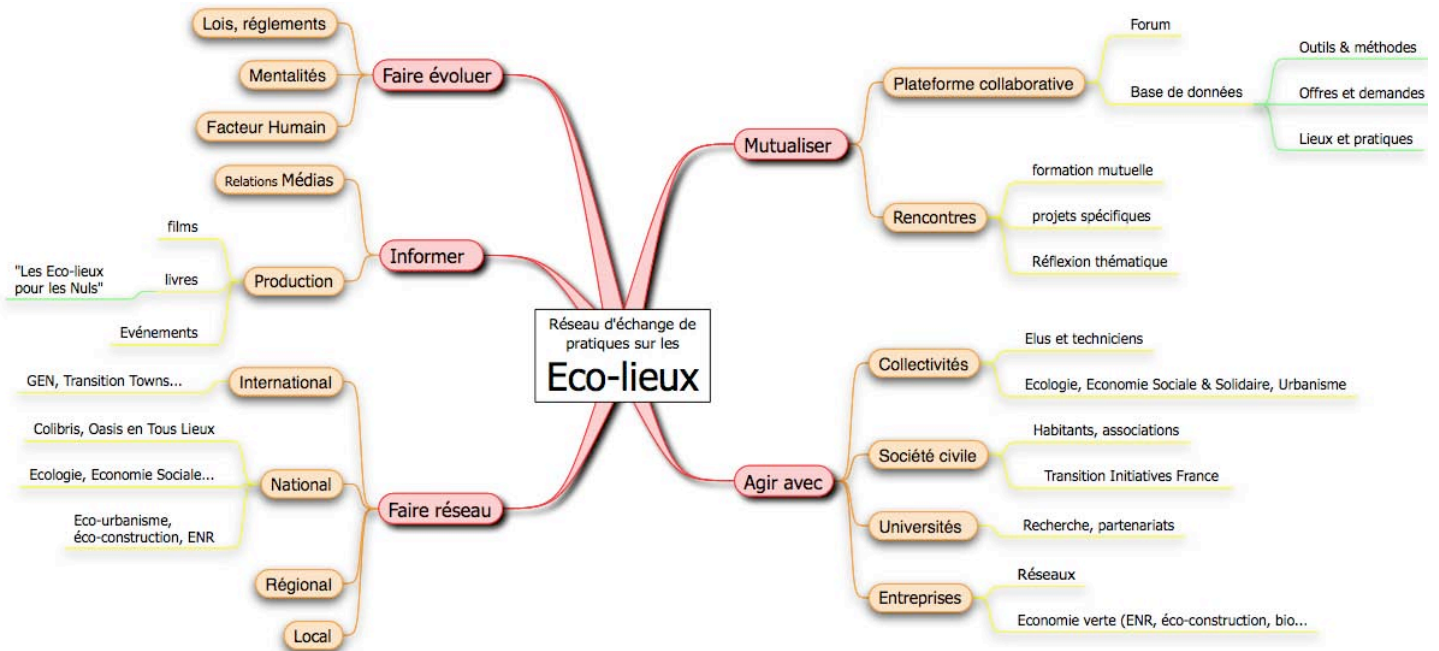 Réseau d'échange de
pratiques sur les
Eco-lieux
Faire évoluer
Lois, réglements
Mentalités
Facteur Humain
Informer
Relations Médias
Production
films
livres
"Les Eco-lieux
pour les Nuls"
Evénements
Faire réseau
International
GEN, Transition Towns...
National
Colibris, Oasis en Tous Lieux
Ecologie, Economie Sociale...
Eco-urbanisme,
éco-construction, ENR
Régional
Local
Mutualiser
Plateforme collaborative
Forum
Base de données
Outils & méthodes
Offres et demandes
Lieux et pratiques
Rencontres
formation mutuelle
projets spécifiques
Réflexion thématique
Agir avec
Collectivités
Elus et techniciens
Ecologie, Economie Sociale & Solidaire, Urbanisme
Société civile
Habitants, associations
Transition Initiatives France
Universités
Recherche, partenariats
Entreprises
Réseaux
Economie verte (ENR, éco-construction, bio...